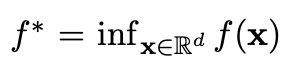 f* = inf_{x∈ℝ^d} f(x)